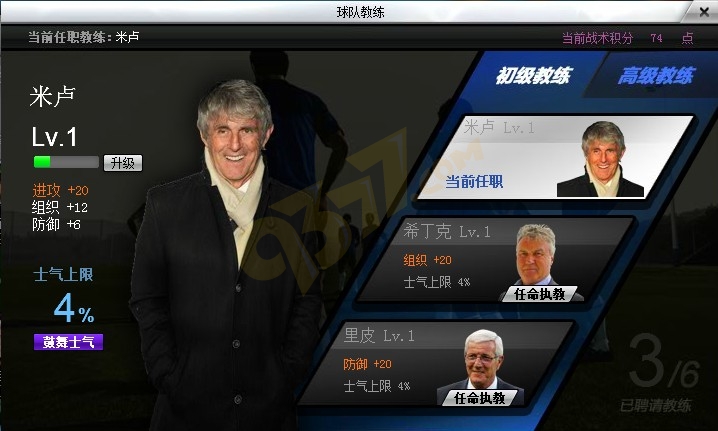 球队教练
当前任职教练：米卢
当前战术积分 74 点
初级教练 高级教练
米卢
Lv.1
升级
进攻 +20
组织 +12
防御 +6
士气上限
4%
鼓舞士气
米卢 Lv.1
当前任职
希丁克 Lv.1
组织 +20
士气上限 4%
任命执教
里皮 Lv.1
防御 +20
士气上限 4%
任命执教
3/6
已聘请教练
9377.COM